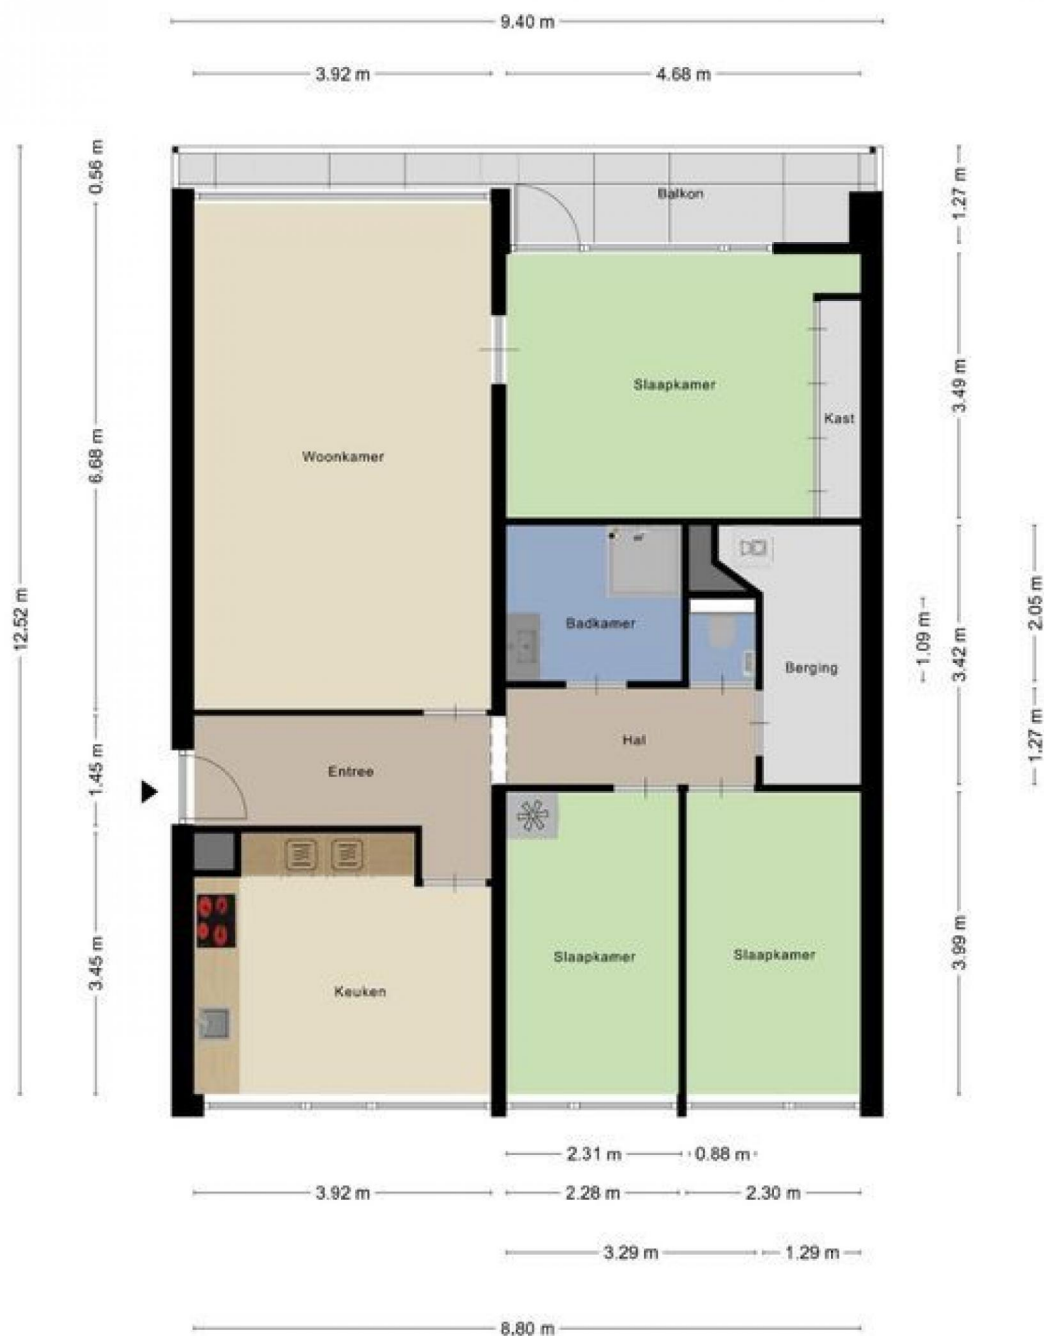 9.40 m
3.92 m
4.68 m
0.56 m
1.27 m
Balkon
Slaapkamer
3.49 m
Kast
Woonkamer
6.68 m
12.52 m
Badkamer
Berging
1.09 m
3.42 m
2.05 m
Hal
Entree
1.45 m
1.27 m
Slaapkamer
Slaapkamer
3.99 m
Keuken
3.45 m
2.31 m
0.88 m
3.92 m
2.28 m
2.30 m
3.29 m
1.29 m
8.80 m